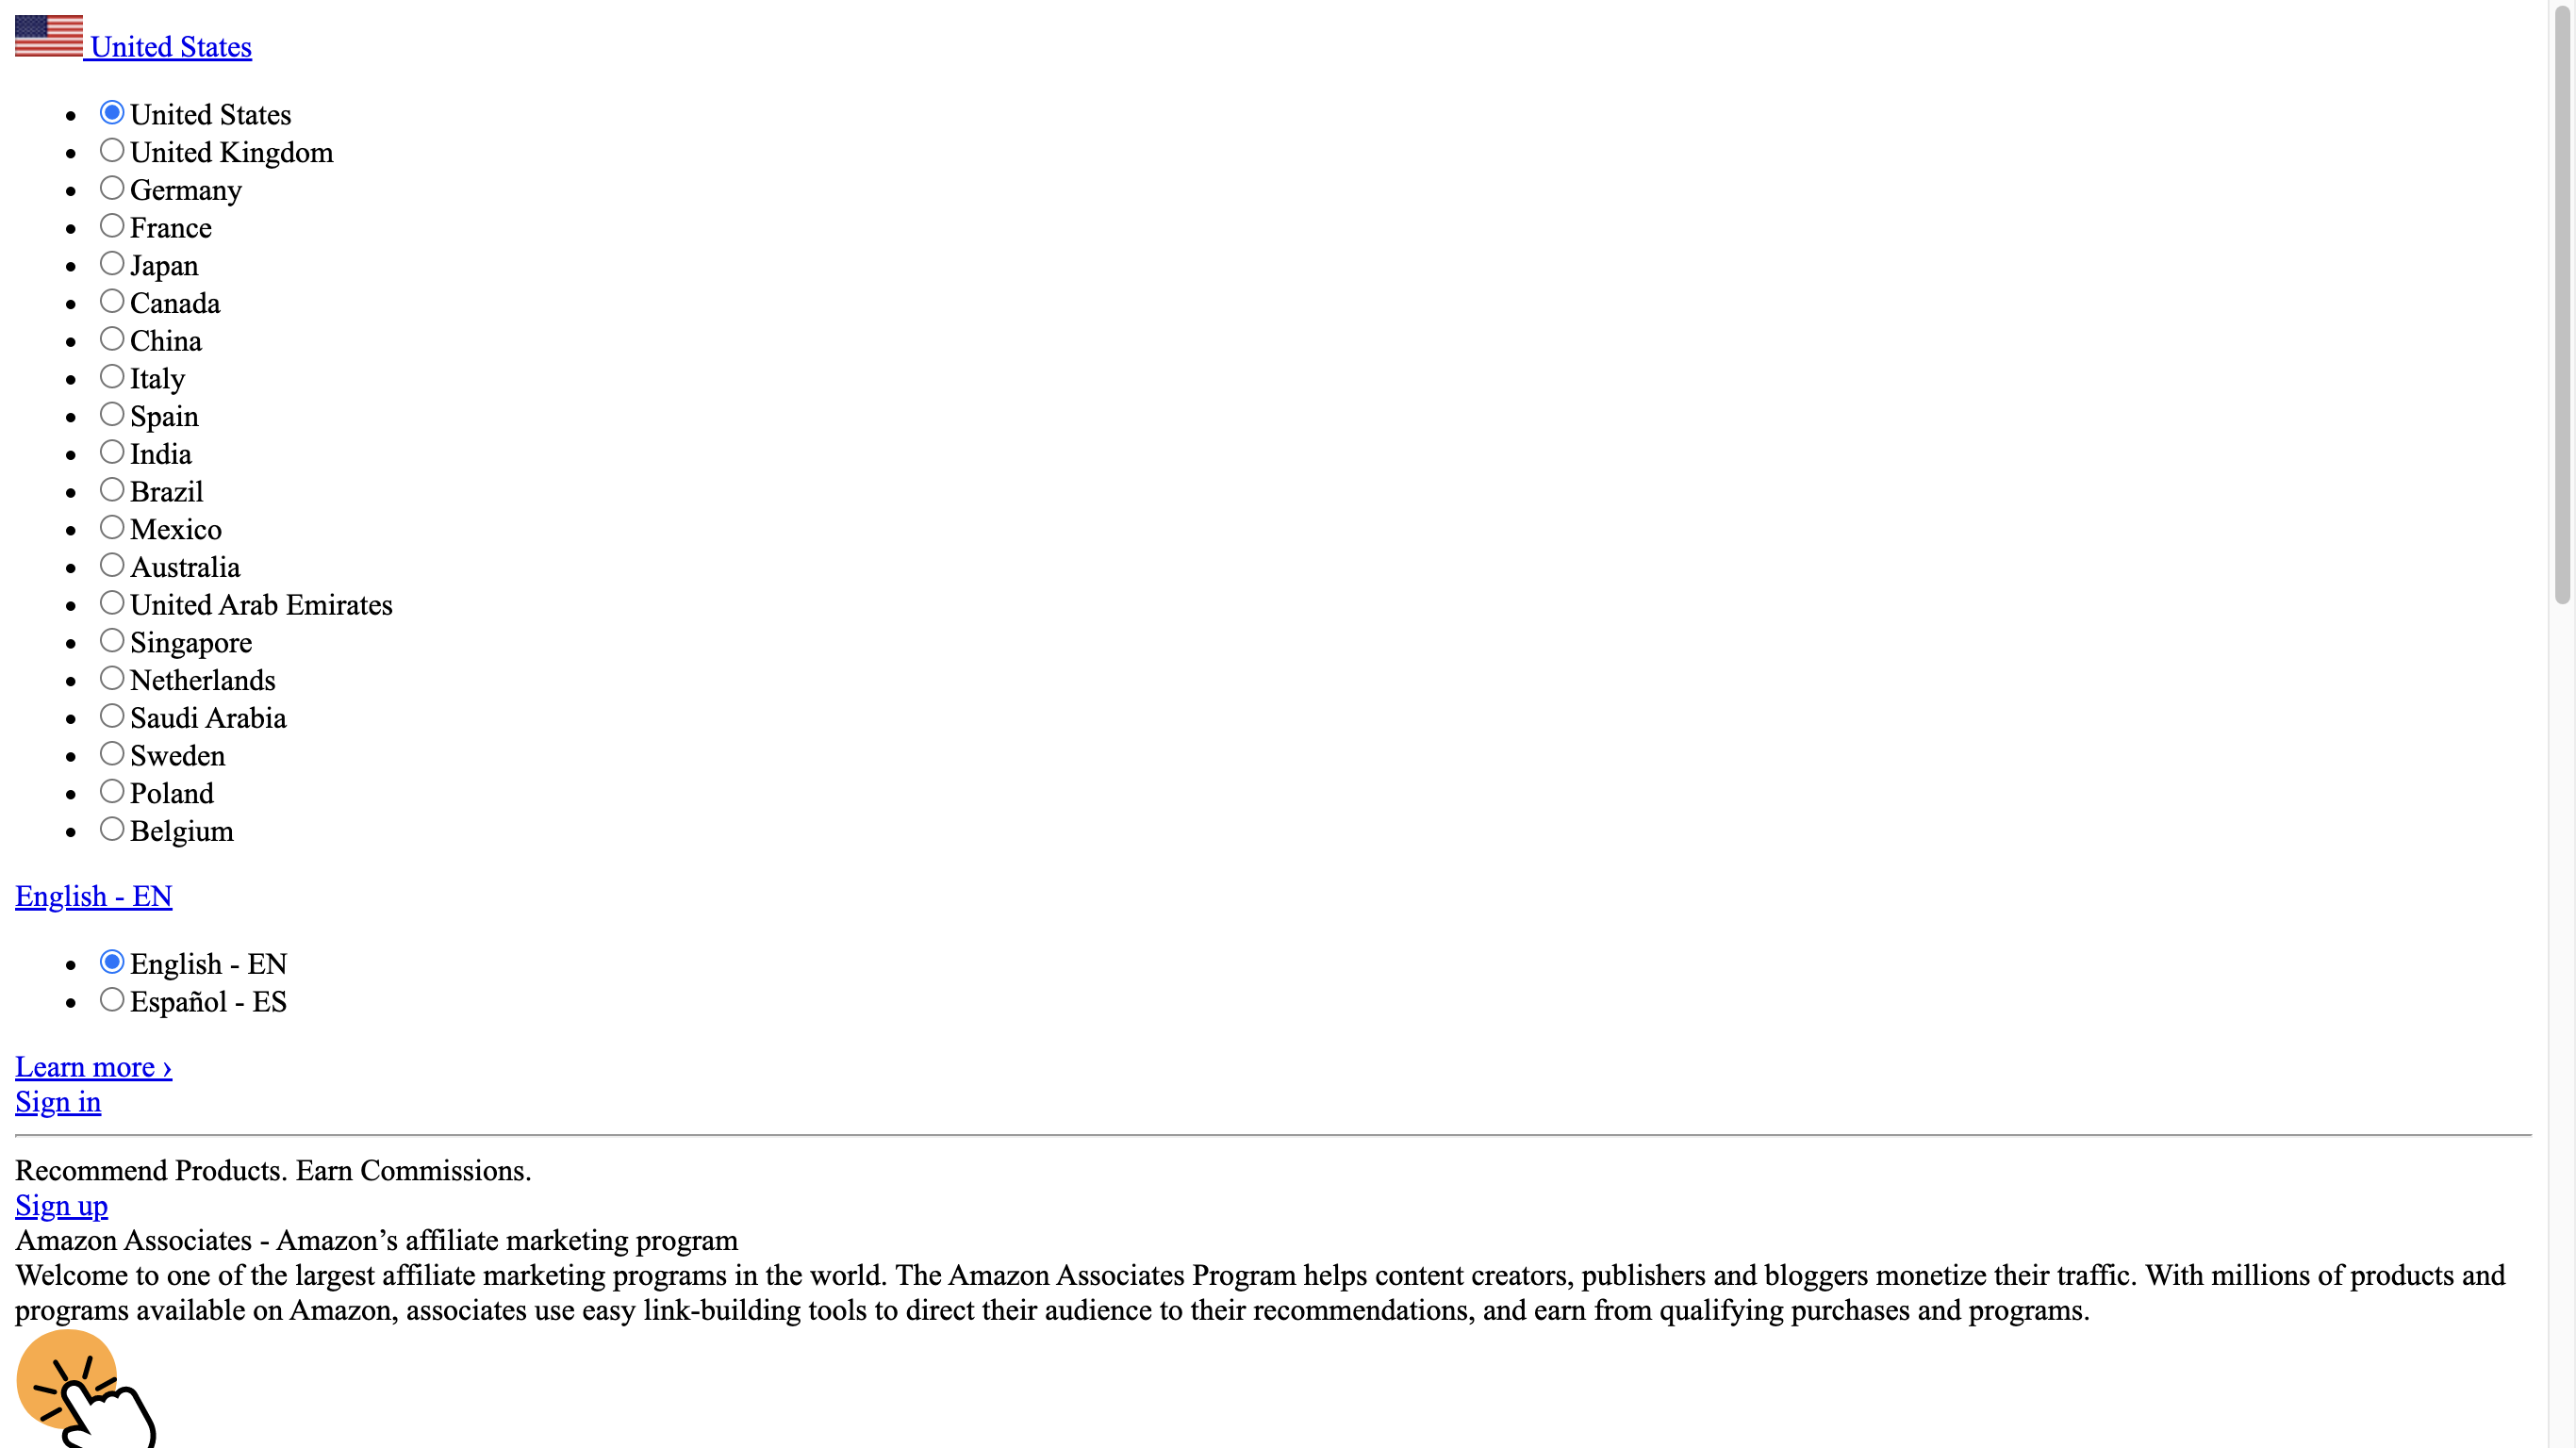 United States
United States
United Kingdom
Germany
France
Japan
Canada
China
Italy
Spain
India
Brazil
Mexico
Australia
United Arab Emirates
Singapore
Netherlands
Saudi Arabia
Sweden
Poland
Belgium
English - EN
English - EN
Español - ES
Learn more ›
Sign in
Recommend Products. Earn Commissions.
Sign up
Amazon Associates - Amazon’s affiliate marketing program
Welcome to one of the largest affiliate marketing programs in the world. The Amazon Associates Program helps content creators, publishers and bloggers monetize their traffic. With millions of products and
programs available on Amazon, associates use easy link-building tools to direct their audience to their recommendations, and earn from qualifying purchases and programs.